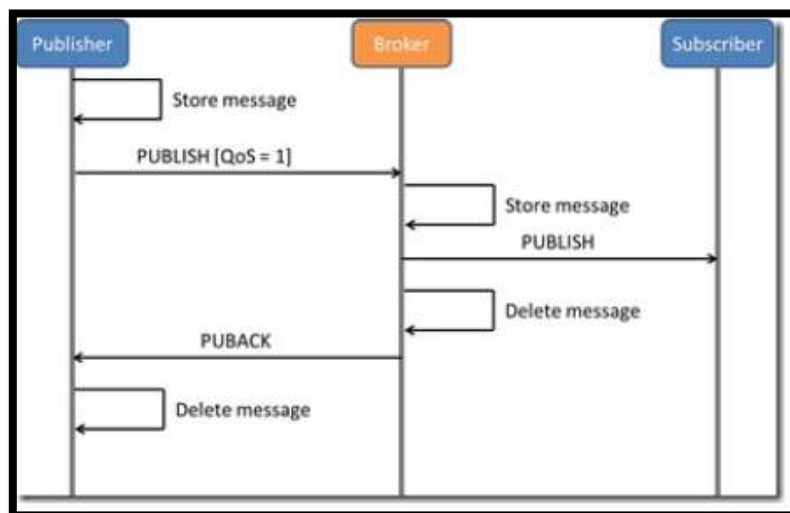 Publisher
Broker
Subscriber
Store message
PUBLISH [QoS = 1]
Store message
PUBLISH
Delete message
PUBACK
Delete message